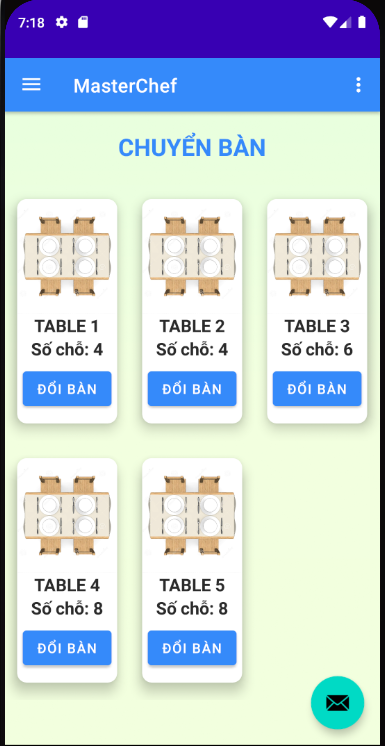 7:18
MasterChef
CHUYỂN BÀN
TABLE 1
Số chỗ: 4
ĐỔI BÀN
TABLE 2
Số chỗ: 4
ĐỔI BÀN
TABLE 3
Số chỗ: 6
ĐỔI BÀN
TABLE 4
Số chỗ: 8
ĐỔI BÀN
TABLE 5
Số chỗ: 8
ĐỔI BÀN